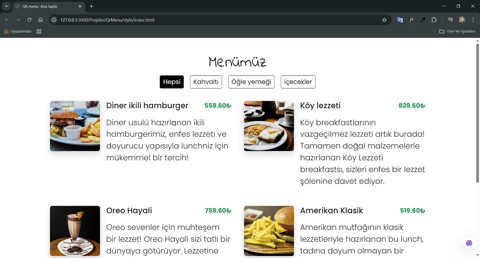 QR menu- Ana Sayfa
127.0.0.1:3000/Projeler/QrMenu/style/index.html
Uygulamalar
Tüm Yer İşaretleri
Menümüz
Hepsi
Kahvaltı
Öğle yemeği
İçecekler
Diner ikili hamburger 559.60₺
Diner usulü hazırlanan ikili
hamburgerimiz, enfes lezzeti ve
doyurucu yapısıyla lunchniz için
mükemmel bir tercih!
Köy lezzeti 839.60₺
Köy breakfastlarının
vazgeçilmez lezzeti artık burada!
Tamamen doğal malzemelerle
hazırlanan Köy Lezzeti
breakfastsı, sizleri enfes bir lezzet
şölenine davet ediyor.
Oreo Hayali 759.60₺
Oreo sevenler için muhteşem
bir lezzet! Oreo Hayali sizi tatlı bir
dünyaya götürüyor. Lezzetine
Amerikan Klasik 519.60₺
Amerikan mutfağının klasik
lezzetleriyle hazırlanan bu lunch,
tadına doyum olmayan bir